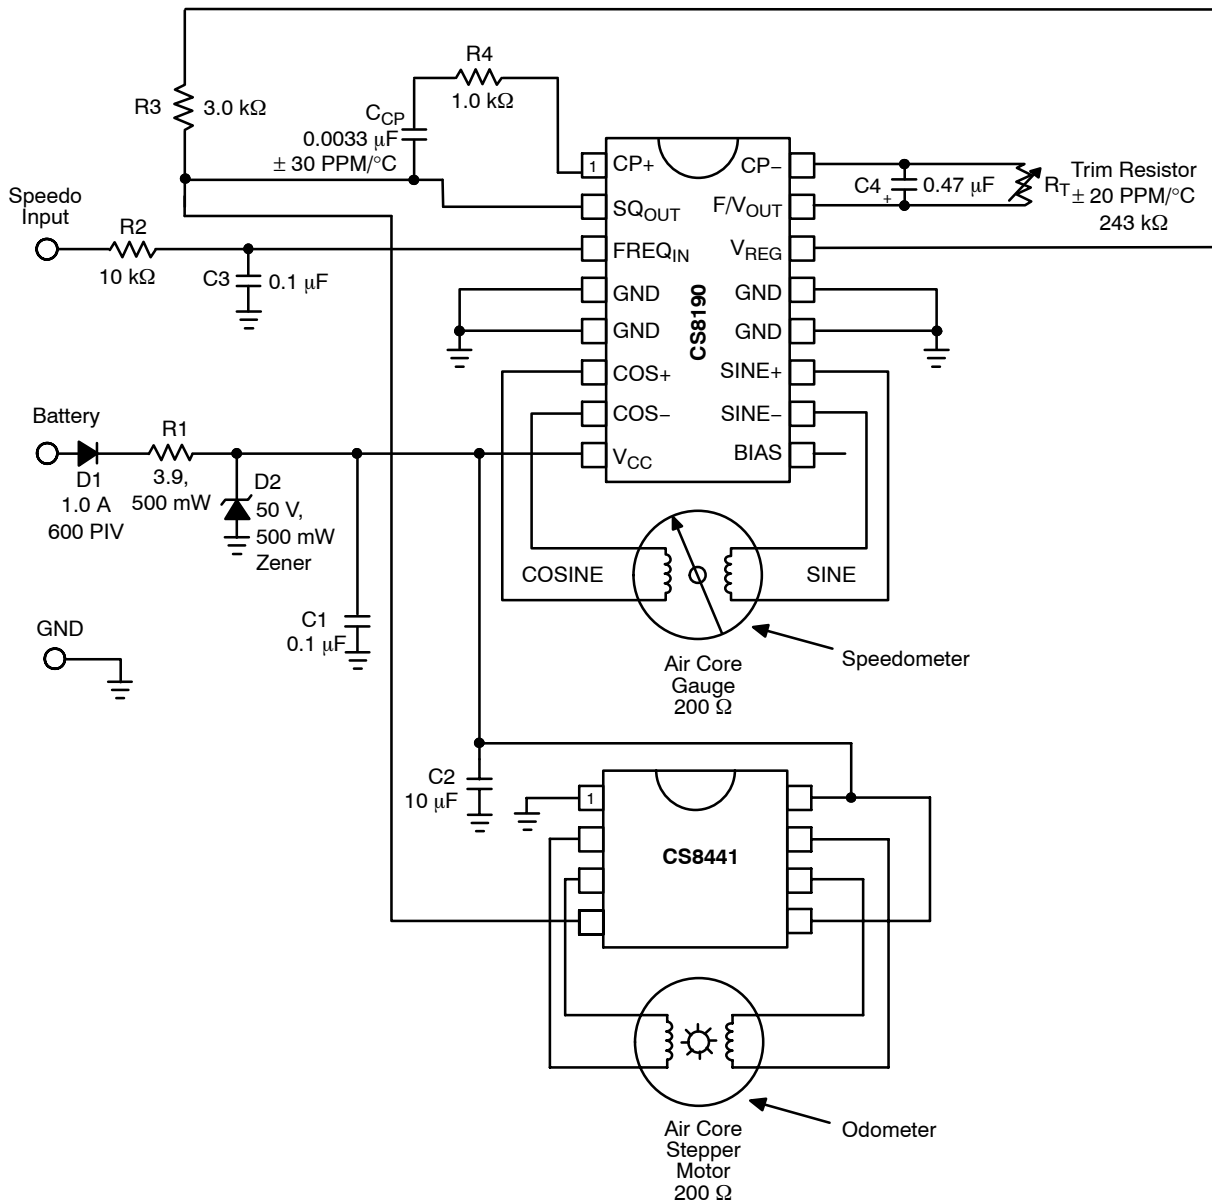 R4
1.0 kΩ
R3
3.0 kΩ
C_CP
0.0033 μF
± 30 PPM/°C
Speedo
Input
R2
10 kΩ
C3
0.1 μF
1
CP+
SQ_OUT
FREQ_IN
GND
GND
COS+
COS−
V_CC
CS8190
CP−
F/V_OUT
V_REG
GND
GND
SINE+
SINE−
BIAS
C4
+
0.47 μF
Trim Resistor
R_T ± 20 PPM/°C
243 kΩ
Battery
D1
1.0 A
600 PIV
R1
3.9,
500 mW
D2
50 V,
500 mW
Zener
C1
0.1 μF
GND
COSINE
SINE
Speedometer
Air Core
Gauge
200 Ω
C2
10 μF
1
CS8441
Odometer
Air Core
Stepper
Motor
200 Ω